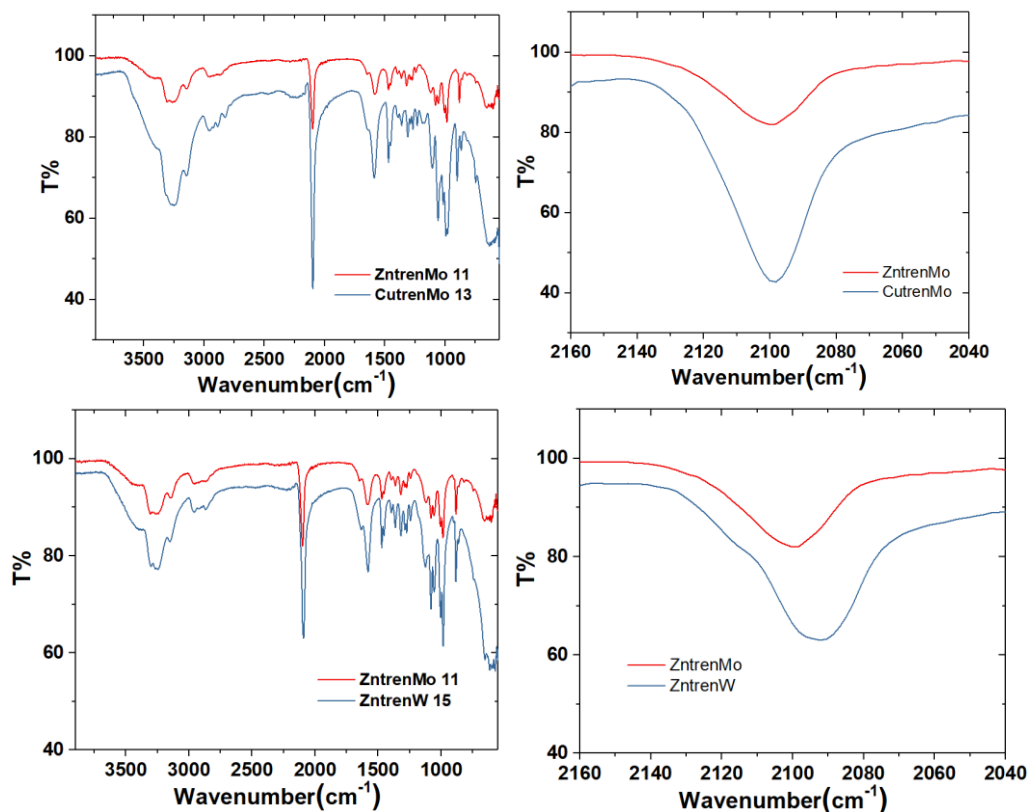 100
80
60
40
T%
ZntrenMo 11
CutrenMo 13
3500 3000 2500 2000 1500 1000
Wavenumber(cm-1)
100
80
60
40
T%
ZntrenMo
CutrenMo
2160 2140 2120 2100 2080 2060 2040
Wavenumber(cm-1)
100
80
60
40
T%
ZntrenMo 11
ZntrenW 15
3500 3000 2500 2000 1500 1000
Wavenumber(cm-1)
100
80
60
40
T%
ZntrenMo
ZntrenW
2160 2140 2120 2100 2080 2060 2040
Wavenumber(cm-1)